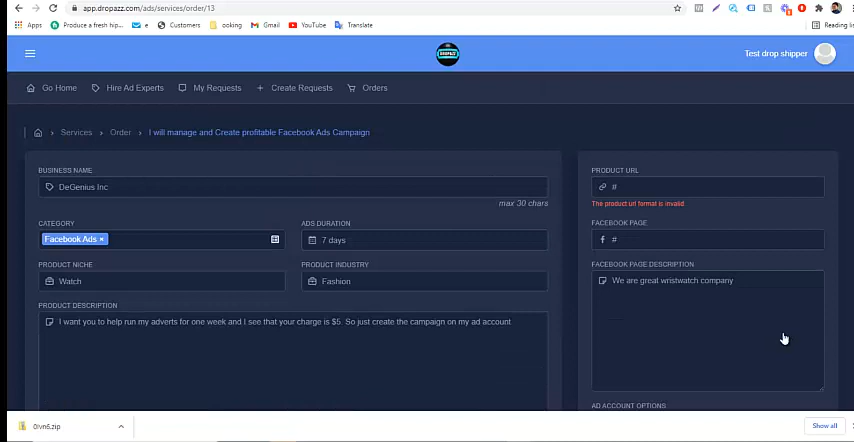 app.dropazz.com/ads/services/order/13
Apps Produce a fresh hip... e Customers ooking Gmail YouTube Translate Reading lis
DROPAZZ
Test drop shipper
Go Home Hire Ad Experts My Requests + Create Requests Orders
Services > Order > I will manage and Create profitable Facebook Ads Campaign
BUSINESS NAME
DeGenius Inc
max 30 chars
CATEGORY
Facebook Ads ×
ADS DURATION
7 days
PRODUCT NICHE
Watch
PRODUCT INDUSTRY
Fashion
PRODUCT DESCRIPTION
I want you to help run my adverts for one week and I see that your charge is $5. So just create the campaign on my ad account
PRODUCT URL
#
The product url format is invalid.
FACEBOOK PAGE
#
FACEBOOK PAGE DESCRIPTION
We are great wristwatch company
AD ACCOUNT OPTIONS
0lvn6.zip
Show all